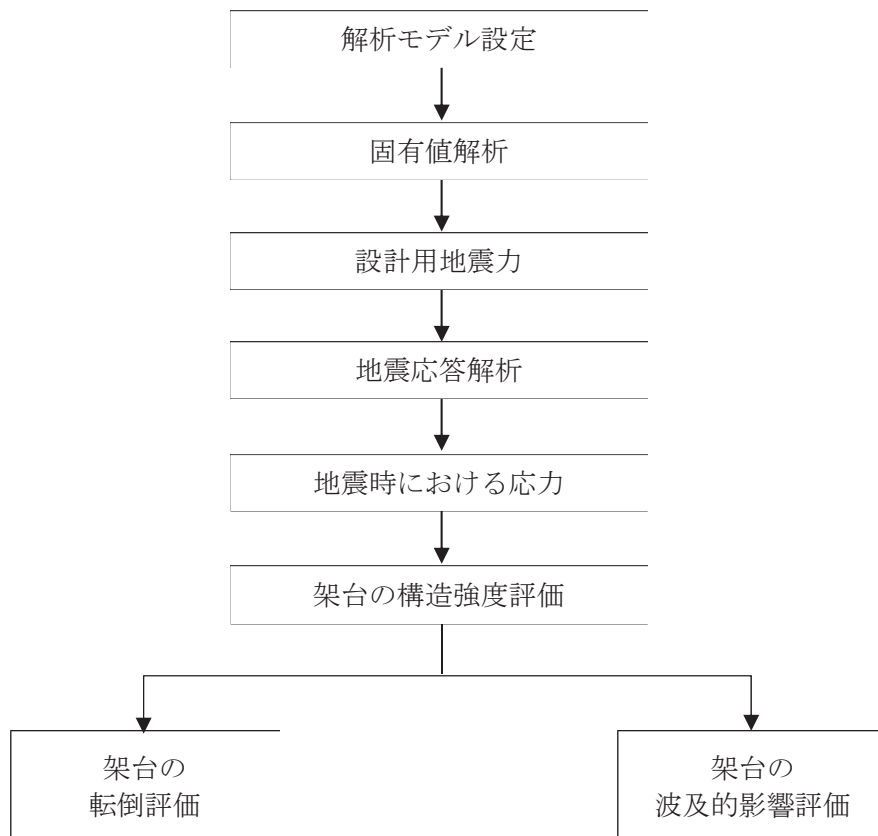 解析モデル設定
固有値解析
設計用地震力
地震応答解析
地震時における応力
架台の構造強度評価
架台の
転倒評価
架台の
波及的影響評価